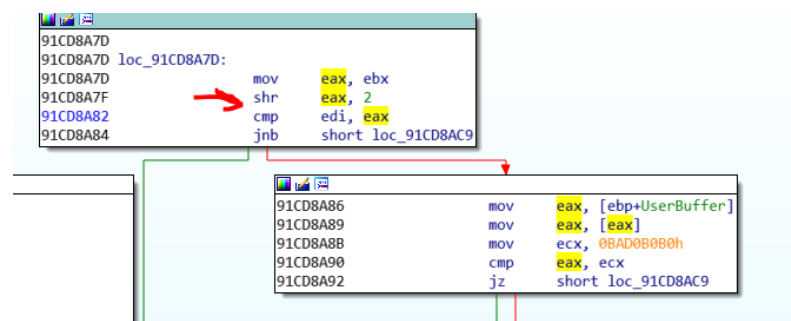 91CD8A7D
91CD8A7D loc_91CD8A7D:
91CD8A7D mov eax, ebx
91CD8A7F shr eax, 2
91CD8A82 cmp edi, eax
91CD8A84 jnb short loc_91CD8AC9
91CD8A86 mov eax, [ebp+UserBuffer]
91CD8A89 mov eax, [eax]
91CD8A8B mov ecx, 0BAD0B0B0h
91CD8A90 cmp eax, ecx
91CD8A92 jz short loc_91CD8AC9